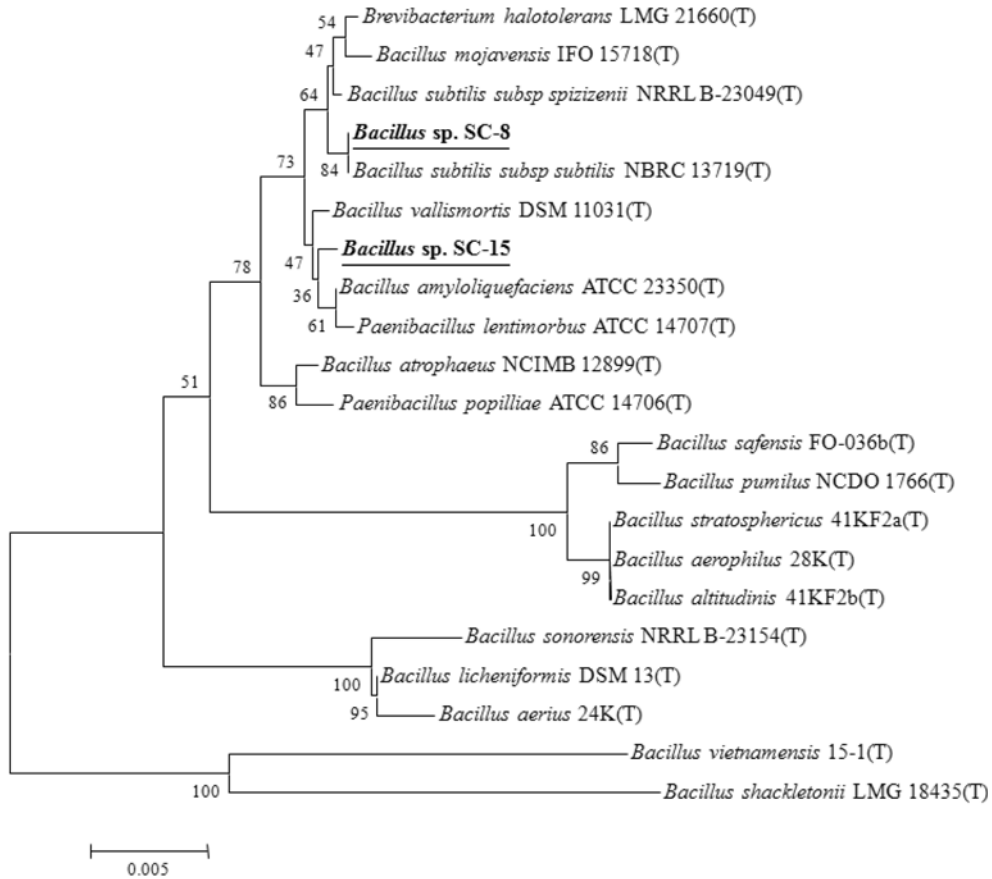 54
Brevibacterium halotolerans LMG 21660(T)
47
Bacillus mojavensis IFO 15718(T)
64
Bacillus subtilis subsp spizizenii NRRL B-23049(T)
Bacillus sp. SC-8
73
84
Bacillus subtilis subsp subtilis NBRC 13719(T)
Bacillus vallismortis DSM 11031(T)
47
Bacillus sp. SC-15
78
36
Bacillus amyloliquefaciens ATCC 23350(T)
61
Paenibacillus lentimorbus ATCC 14707(T)
Bacillus atrophaeus NCIMB 12899(T)
51
86
Paenibacillus popilliae ATCC 14706(T)
86
Bacillus safensis FO-036b(T)
Bacillus pumilus NCDO 1766(T)
100
Bacillus stratosphericus 41KF2a(T)
Bacillus aerophilus 28K(T)
99
Bacillus altitudinis 41KF2b(T)
Bacillus sonorensis NRRL B-23154(T)
100
Bacillus licheniformis DSM 13(T)
95
Bacillus aerius 24K(T)
Bacillus vietnamensis 15-1(T)
100
Bacillus shackletonii LMG 18435(T)
0.005